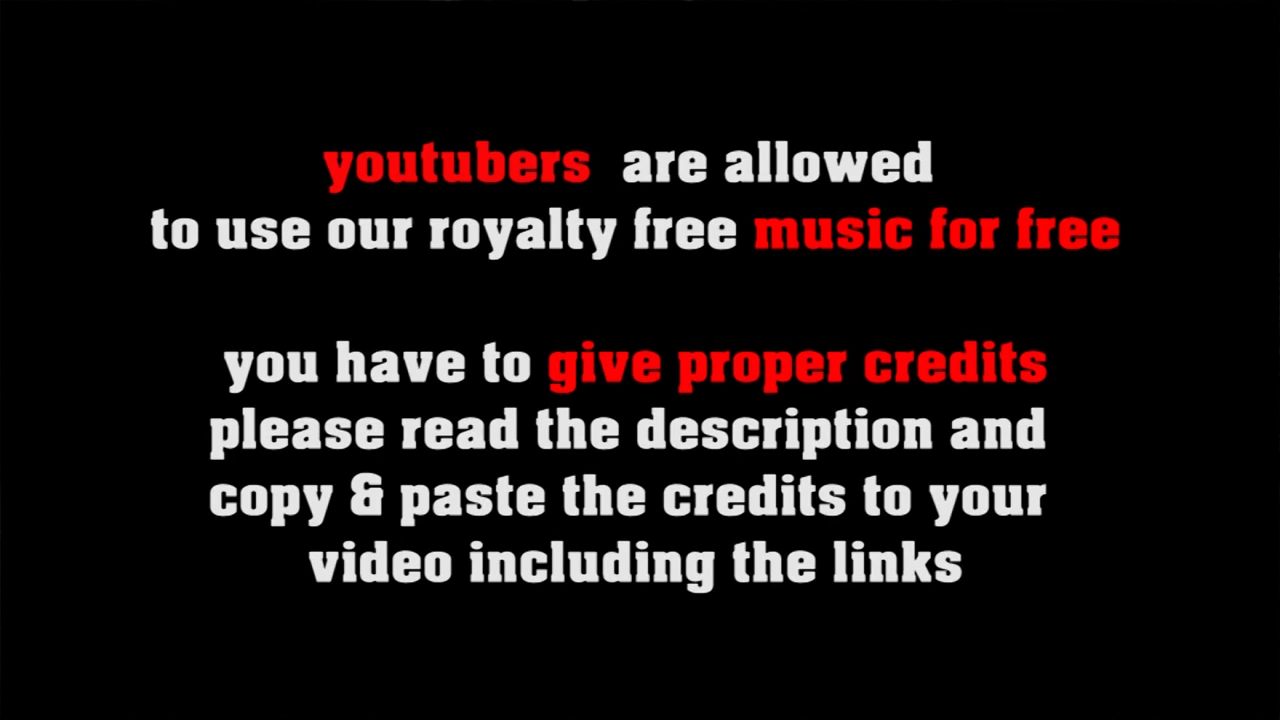 youtubers are allowed
to use our royalty free music for free
you have to give proper credits
please read the description and
copy & paste the credits to your
video including the links